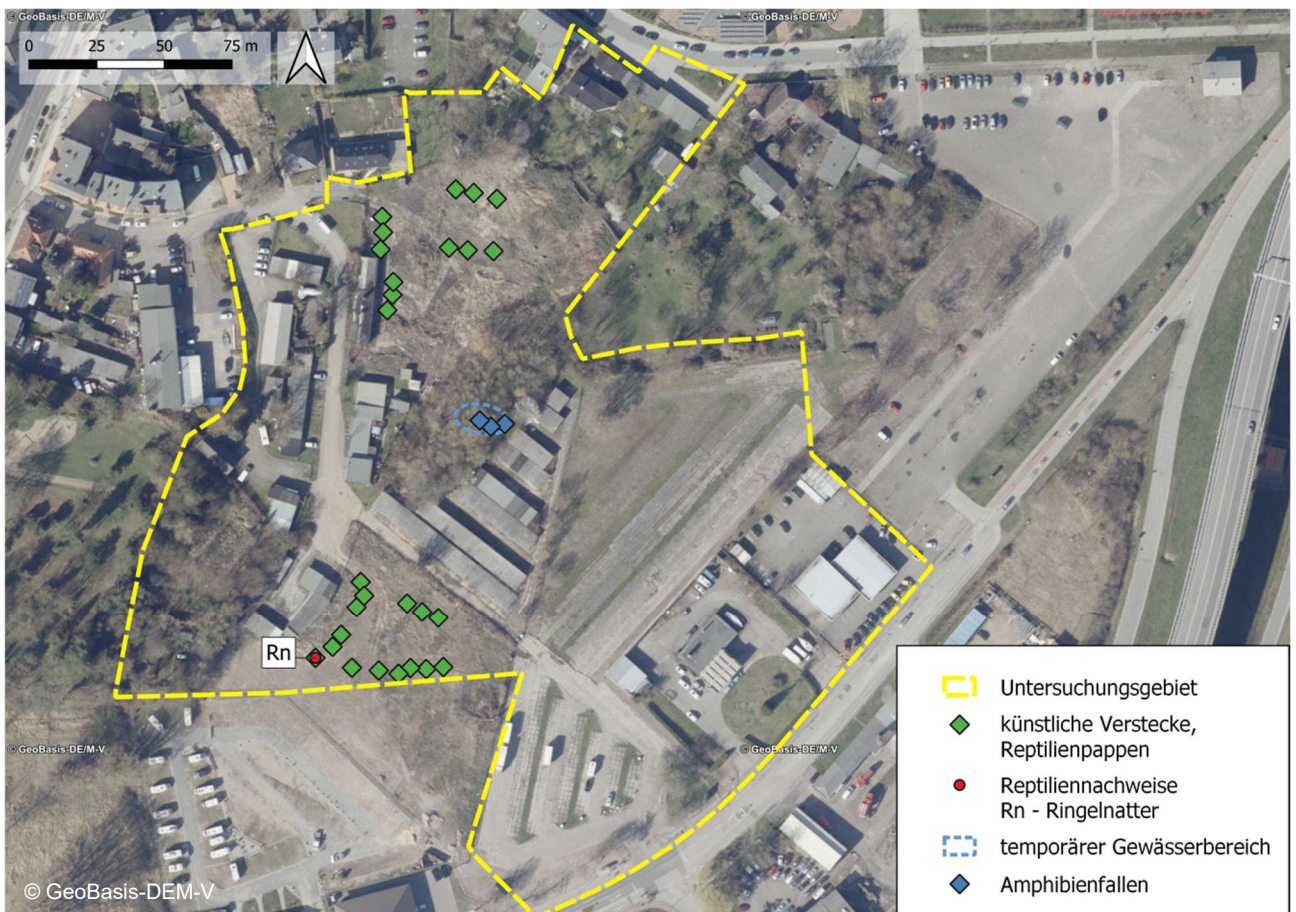 © GeoBasis-DE/M-V
© GeoBasis-DE/M-V
0 25 50 75 m
Rn
© GeoBasis-DE/M-V
© GeoBasis-DE/M-V
Untersuchungsgebiet
künstliche Verstecke,
Reptilienpappen
Reptiliennachweise
Rn - Ringelnatter
temporärer Gewässerbereich
Amphibienfallen
© GeoBasis-DEM-V